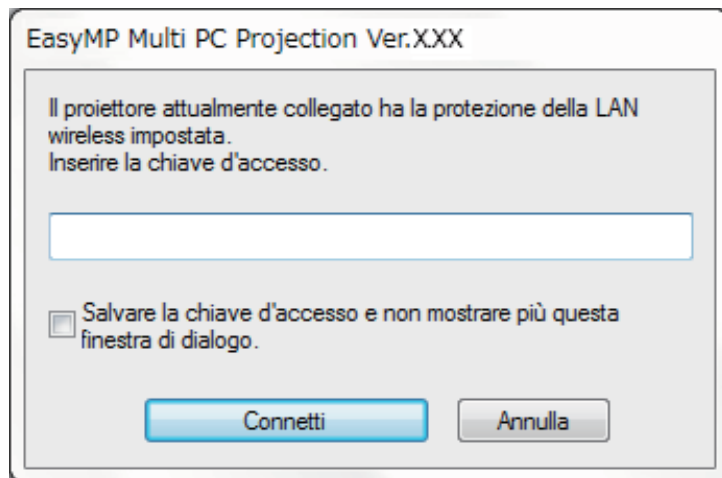 EasyMP Multi PC Projection Ver.X.XX
Il proiettore attualmente collegato ha la protezione della LAN
wireless impostata.
Inserire la chiave d'accesso.
Salvare la chiave d'accesso e non mostrare più questa
finestra di dialogo.
Connetti
Annulla